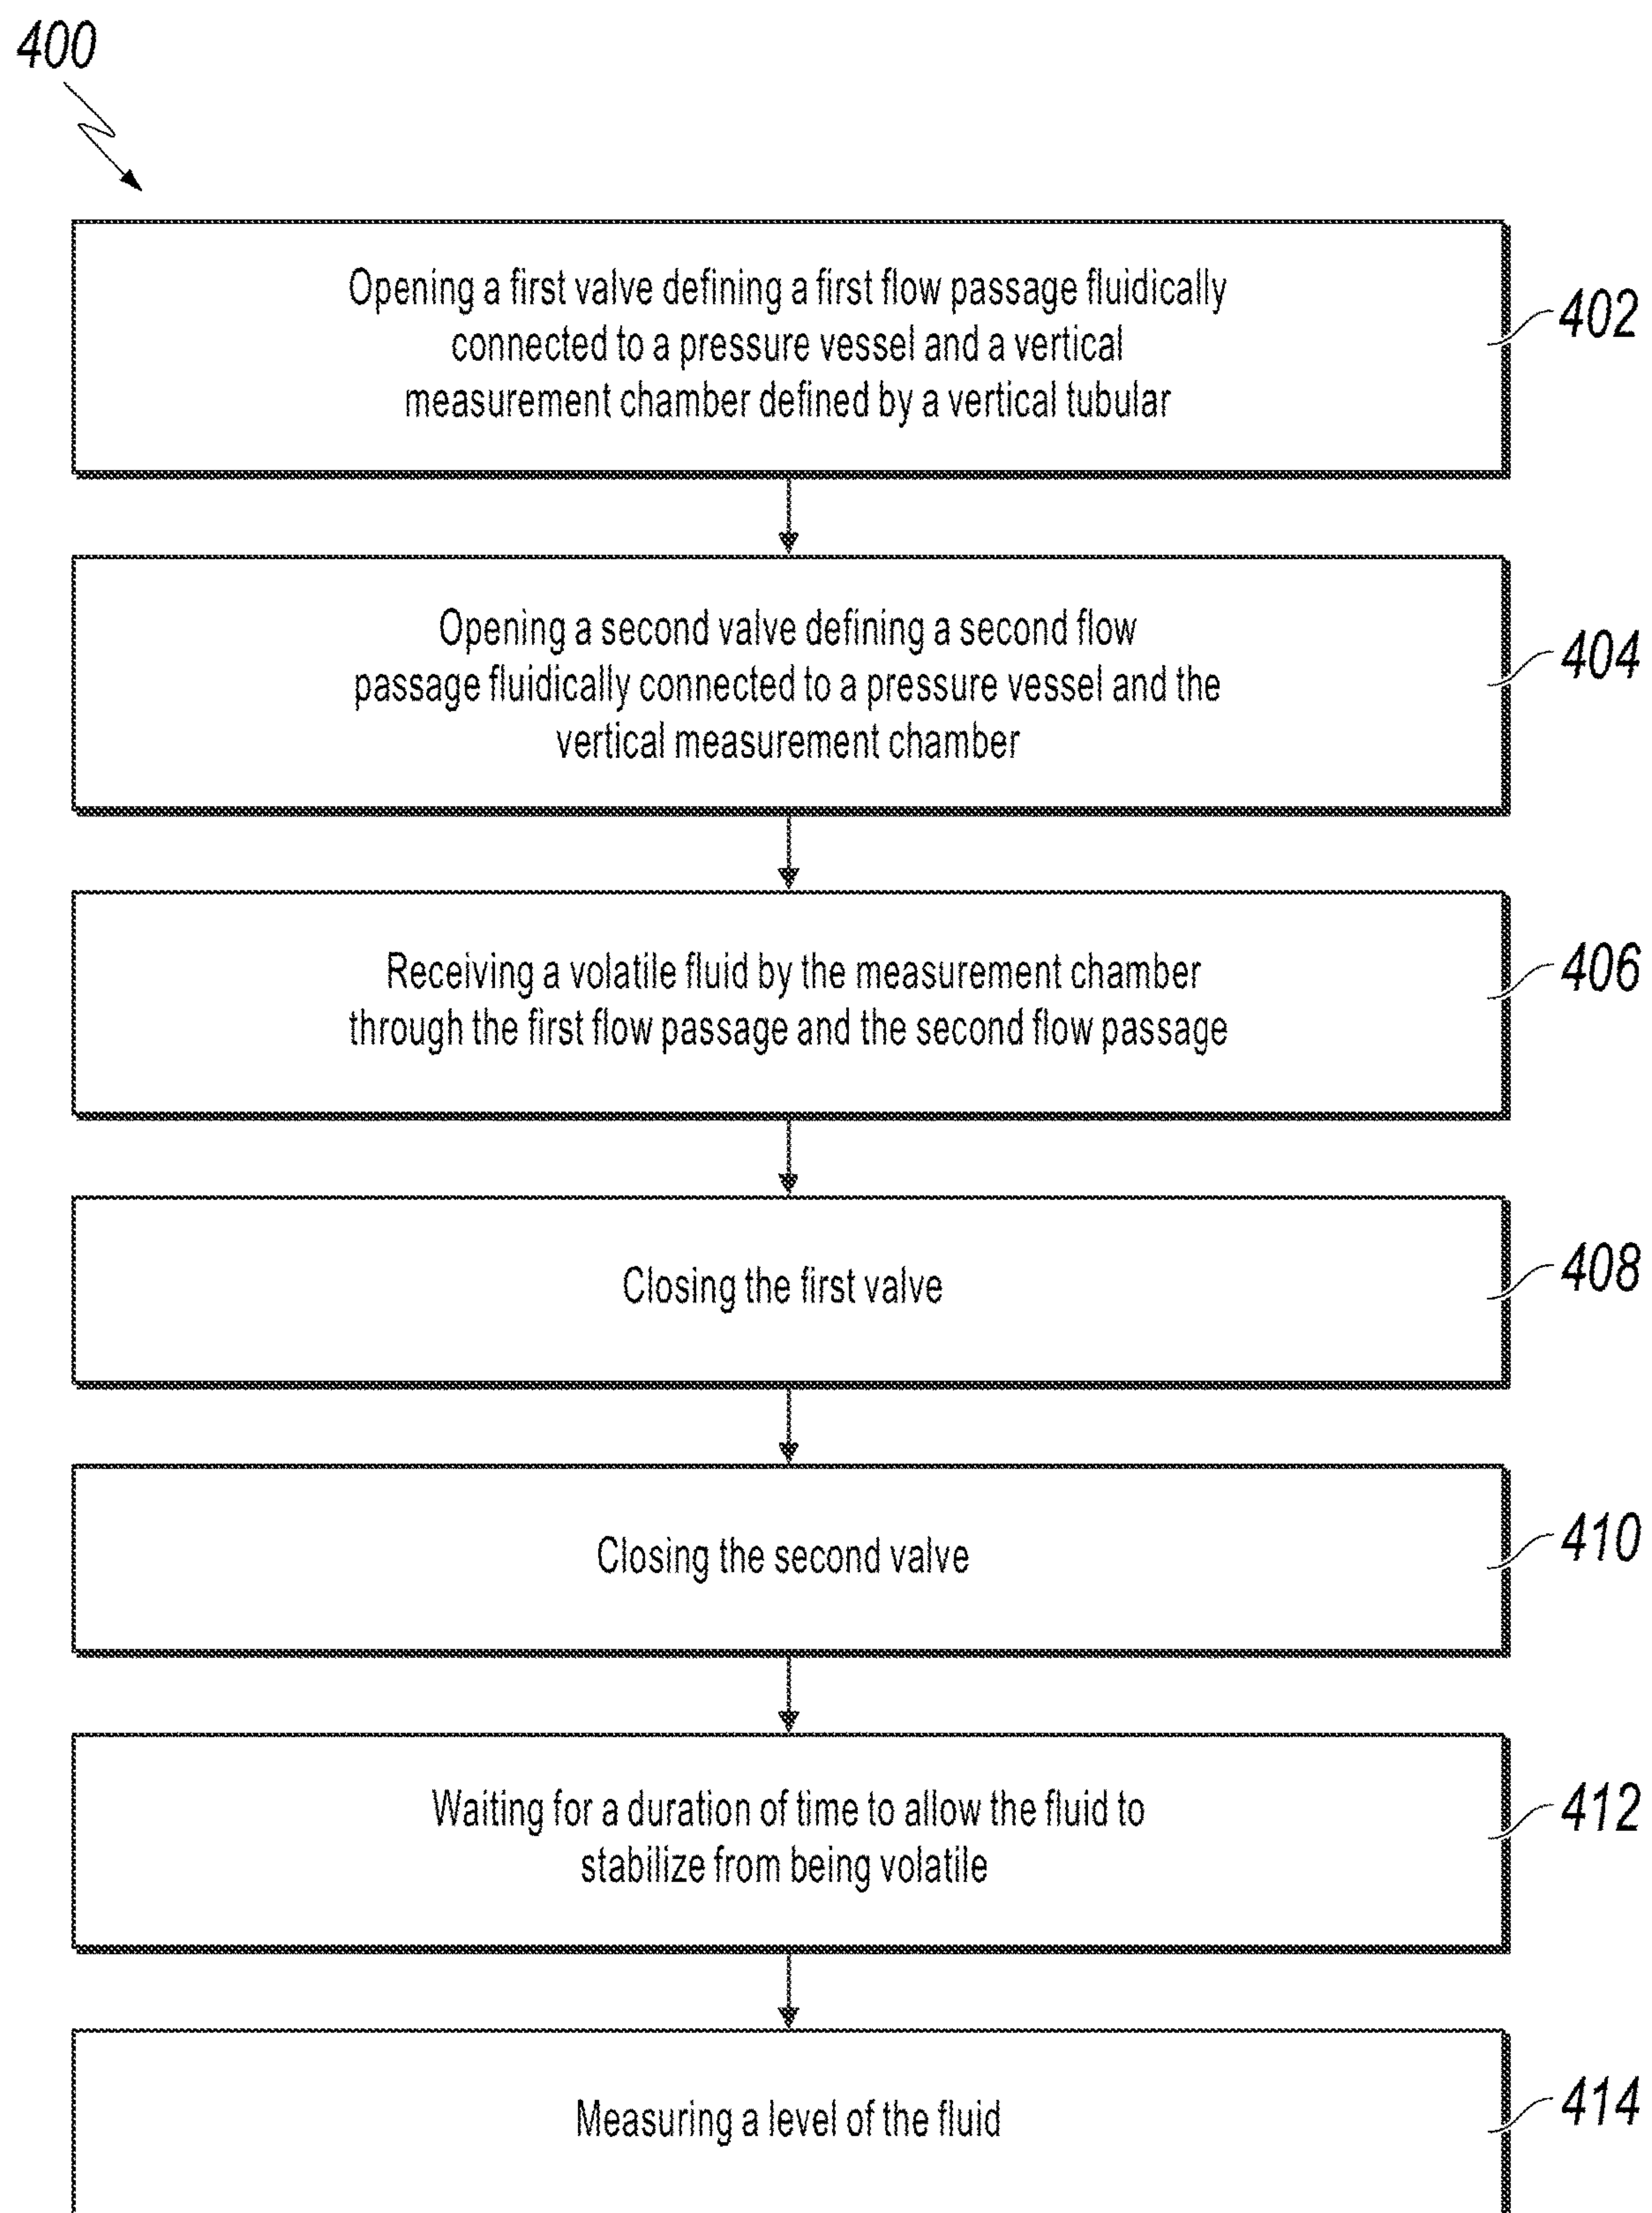 400
Opening a first valve defining a first flow passage fluidically
connected to a pressure vessel and a vertical
measurement chamber defined by a vertical tubular
402
Opening a second valve defining a second flow
passage fluidically connected to a pressure vessel and the
vertical measurement chamber
404
Receiving a volatile fluid by the measurement chamber
through the first flow passage and the second flow passage
406
Closing the first valve
408
Closing the second valve
410
Waiting for a duration of time to allow the fluid to
stabilize from being volatile
412
Measuring a level of the fluid
414